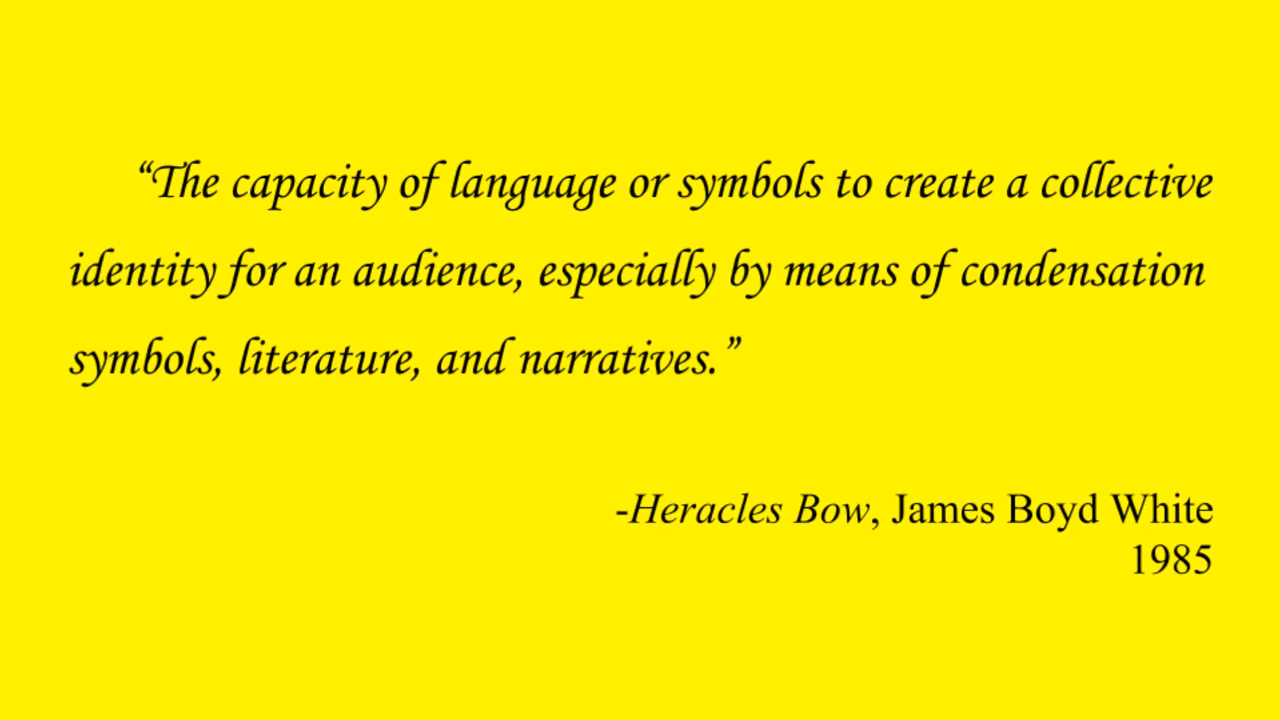 “The capacity of language or symbols to create a collective
identity for an audience, especially by means of condensation
symbols, literature, and narratives.”
-Heracles Bow, James Boyd White
1985